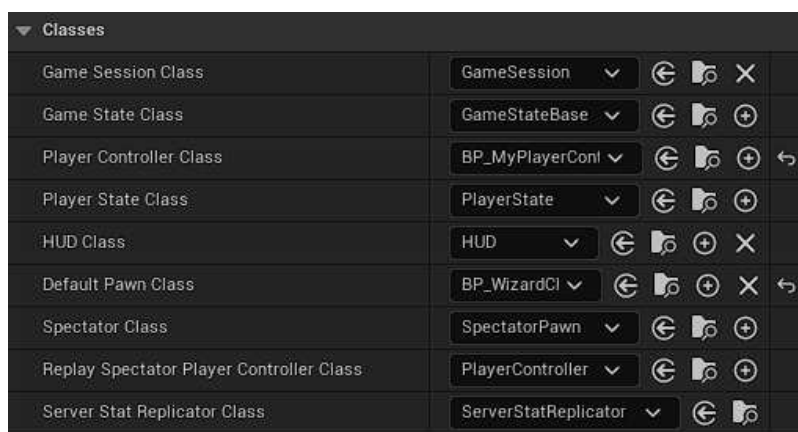 Classes
Game Session Class GameSession
Game State Class GameStateBase
Player Controller Class BP_MyPlayerCont
Player State Class PlayerState
HUD Class HUD
Default Pawn Class BP_WizardCl
Spectator Class SpectatorPawn
Replay Spectator Player Controller Class PlayerController
Server Stat Replicator Class ServerStatReplicator